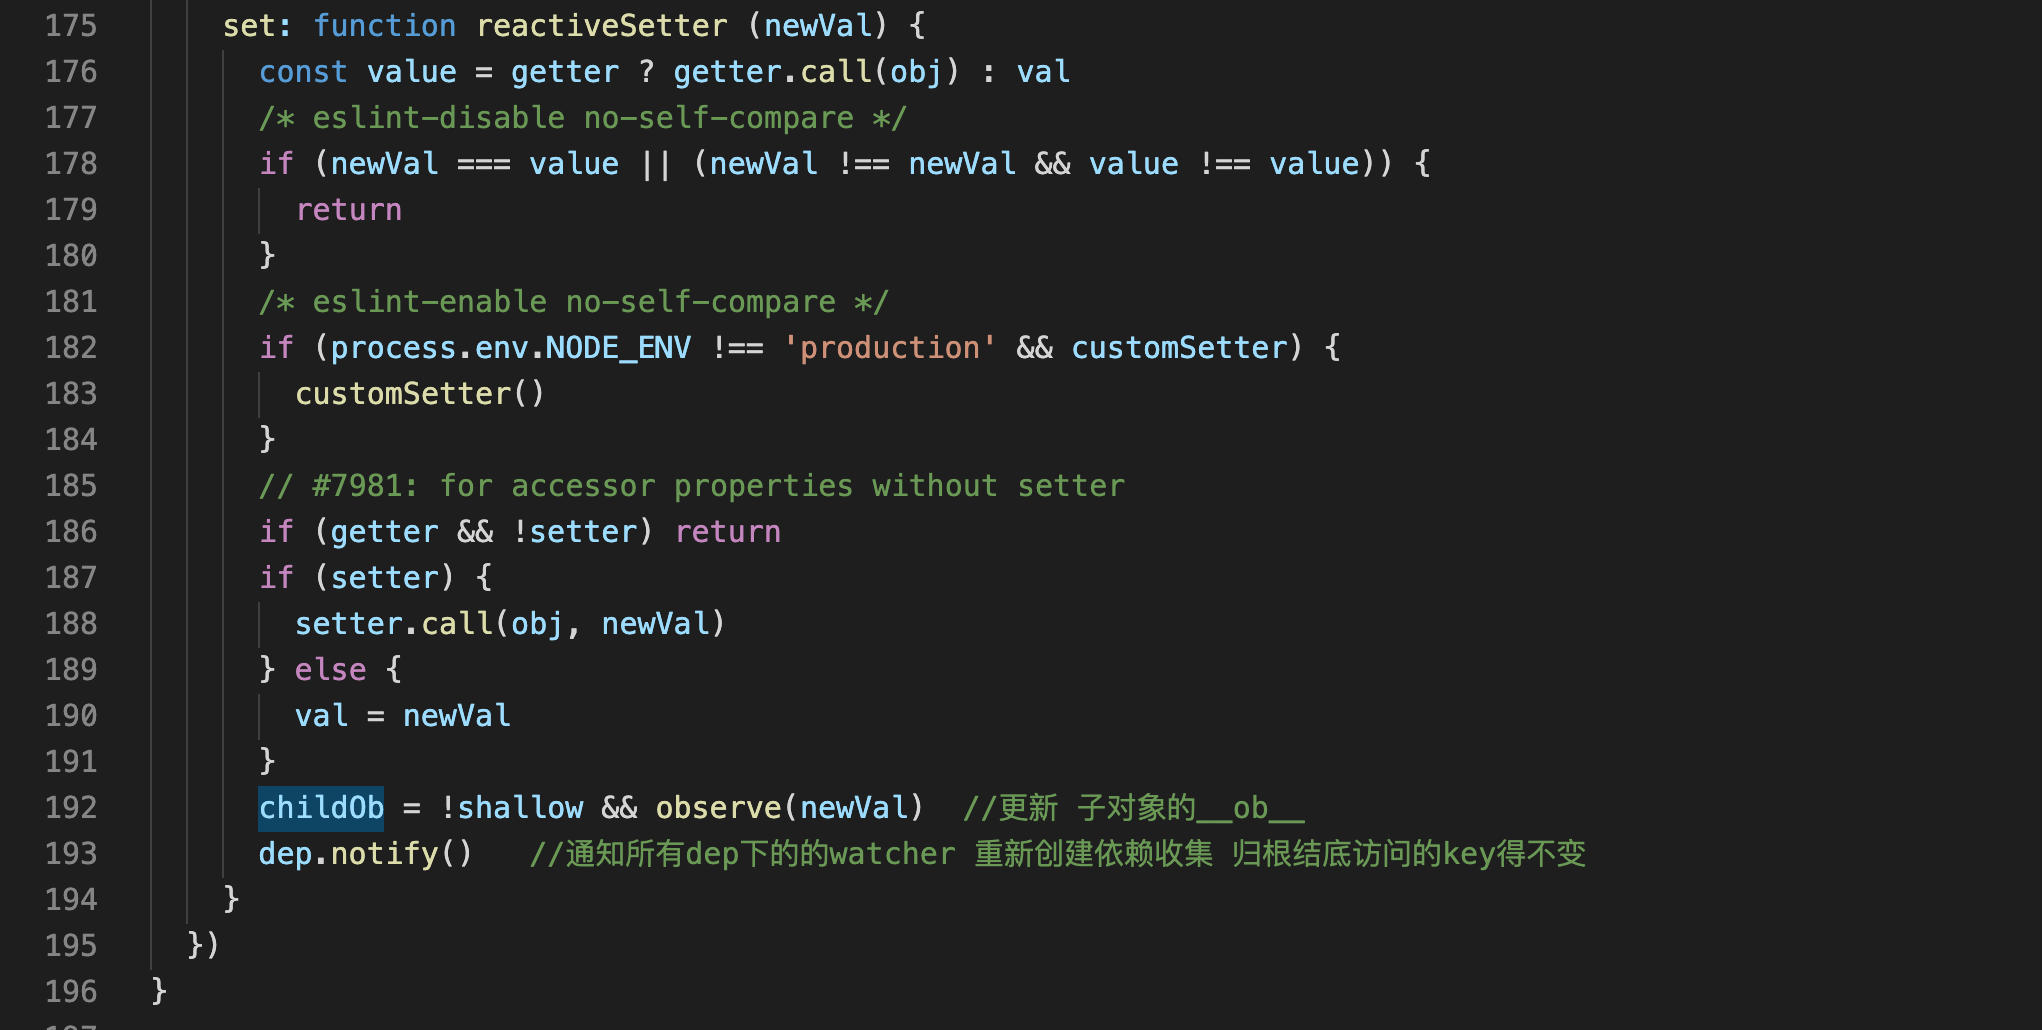 175 set: function reactiveSetter (newVal) {
176 const value = getter ? getter.call(obj) : val
177 /* eslint-disable no-self-compare */
178 if (newVal === value || (newVal !== newVal && value !== value)) {
179 return
180 }
181 /* eslint-enable no-self-compare */
182 if (process.env.NODE_ENV !== 'production' && customSetter) {
183 customSetter()
184 }
185 // #7981: for accessor properties without setter
186 if (getter && !setter) return
187 if (setter) {
188 setter.call(obj, newVal)
189 } else {
190 val = newVal
191 }
192 childOb = !shallow && observe(newVal) //更新 子对象的__ob__
193 dep.notify() //通知所有dep下的的watcher 重新创建依赖收集 归根结底访问的key得不变
194 }
195 })
196 }